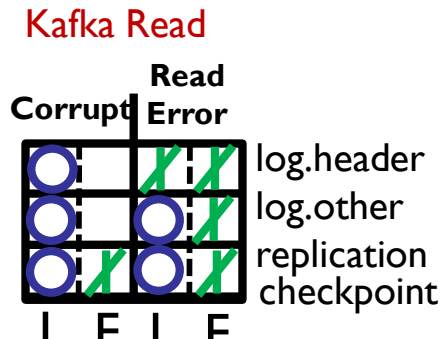 Kafka Read
Read
Corrupt Error
log.header
log.other
replication
checkpoint
L F L F